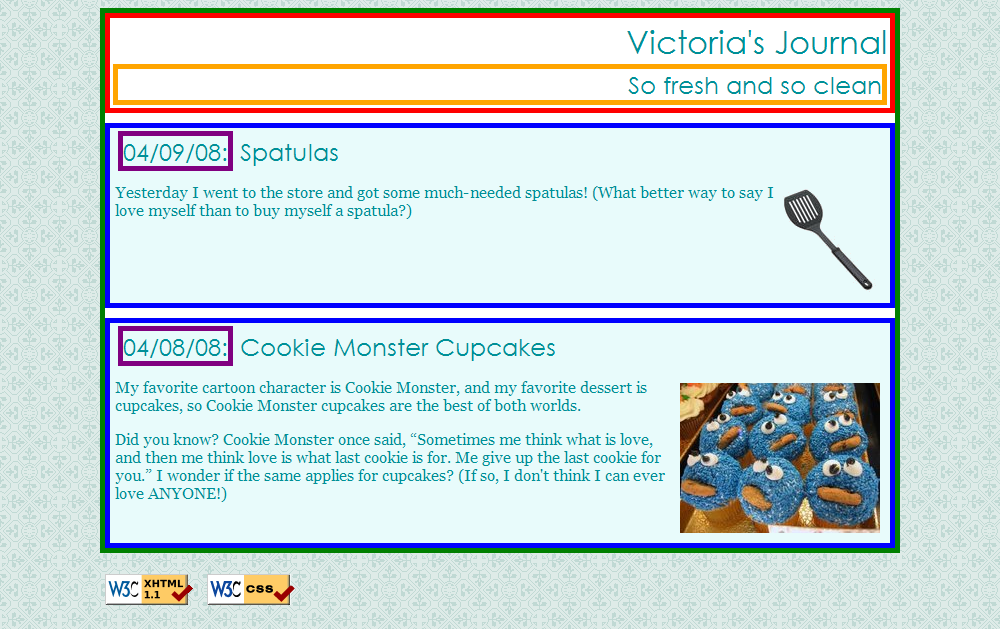 Victoria's Journal
So fresh and so clean
04/09/08: Spatulas
Yesterday I went to the store and got some much-needed spatulas! (What better way to say I
love myself than to buy myself a spatula?)
04/08/08: Cookie Monster Cupcakes
My favorite cartoon character is Cookie Monster, and my favorite dessert is
cupcakes, so Cookie Monster cupcakes are the best of both worlds.
Did you know? Cookie Monster once said, “Sometimes me think what is love,
and then me think love is what last cookie is for. Me give up the last cookie for
you.” I wonder if the same applies for cupcakes? (If so, I don't think I can ever
love ANYONE!)
W3C XHTML 1.1
W3C CSS